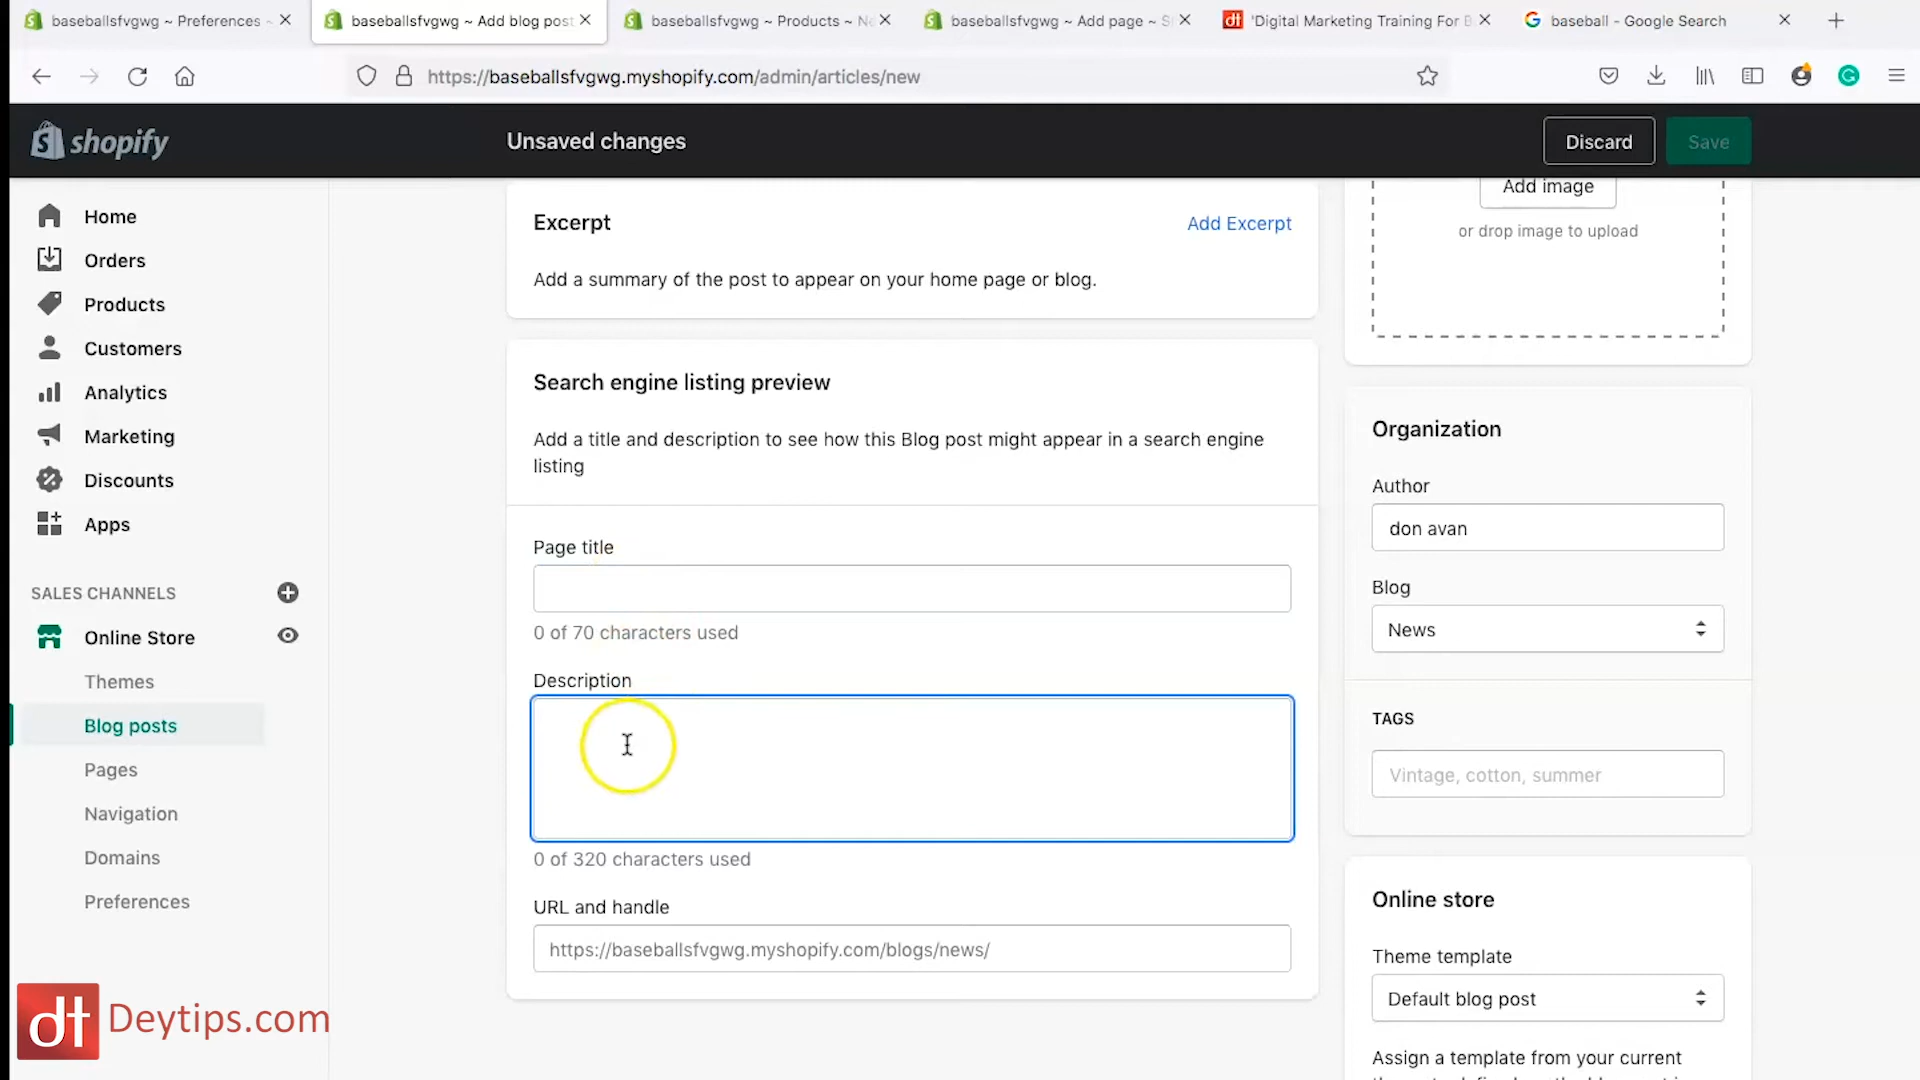 baseballsfvgwg ~ Preferences ~
baseballsfvgwg ~ Add blog post
baseballsfvgwg ~ Products ~ Ne
baseballsfvgwg ~ Add page ~ S
dt 'Digital Marketing Training For B
baseball - Google Search
https://baseballsfvgwg.myshopify.com/admin/articles/new
shopify
Unsaved changes
Discard
Save
Home
Orders
Products
Customers
Analytics
Marketing
Discounts
Apps
SALES CHANNELS
Online Store
Themes
Blog posts
Pages
Navigation
Domains
Preferences
Excerpt
Add Excerpt
Add a summary of the post to appear on your home page or blog.
Search engine listing preview
Add a title and description to see how this Blog post might appear in a search engine
listing
Page title
0 of 70 characters used
Description
0 of 320 characters used
URL and handle
https://baseballsfvgwg.myshopify.com/blogs/news/
Add image
or drop image to upload
Organization
Author
don avan
Blog
News
TAGS
Vintage, cotton, summer
Online store
Theme template
Default blog post
Assign a template from your current
dt Deytips.com